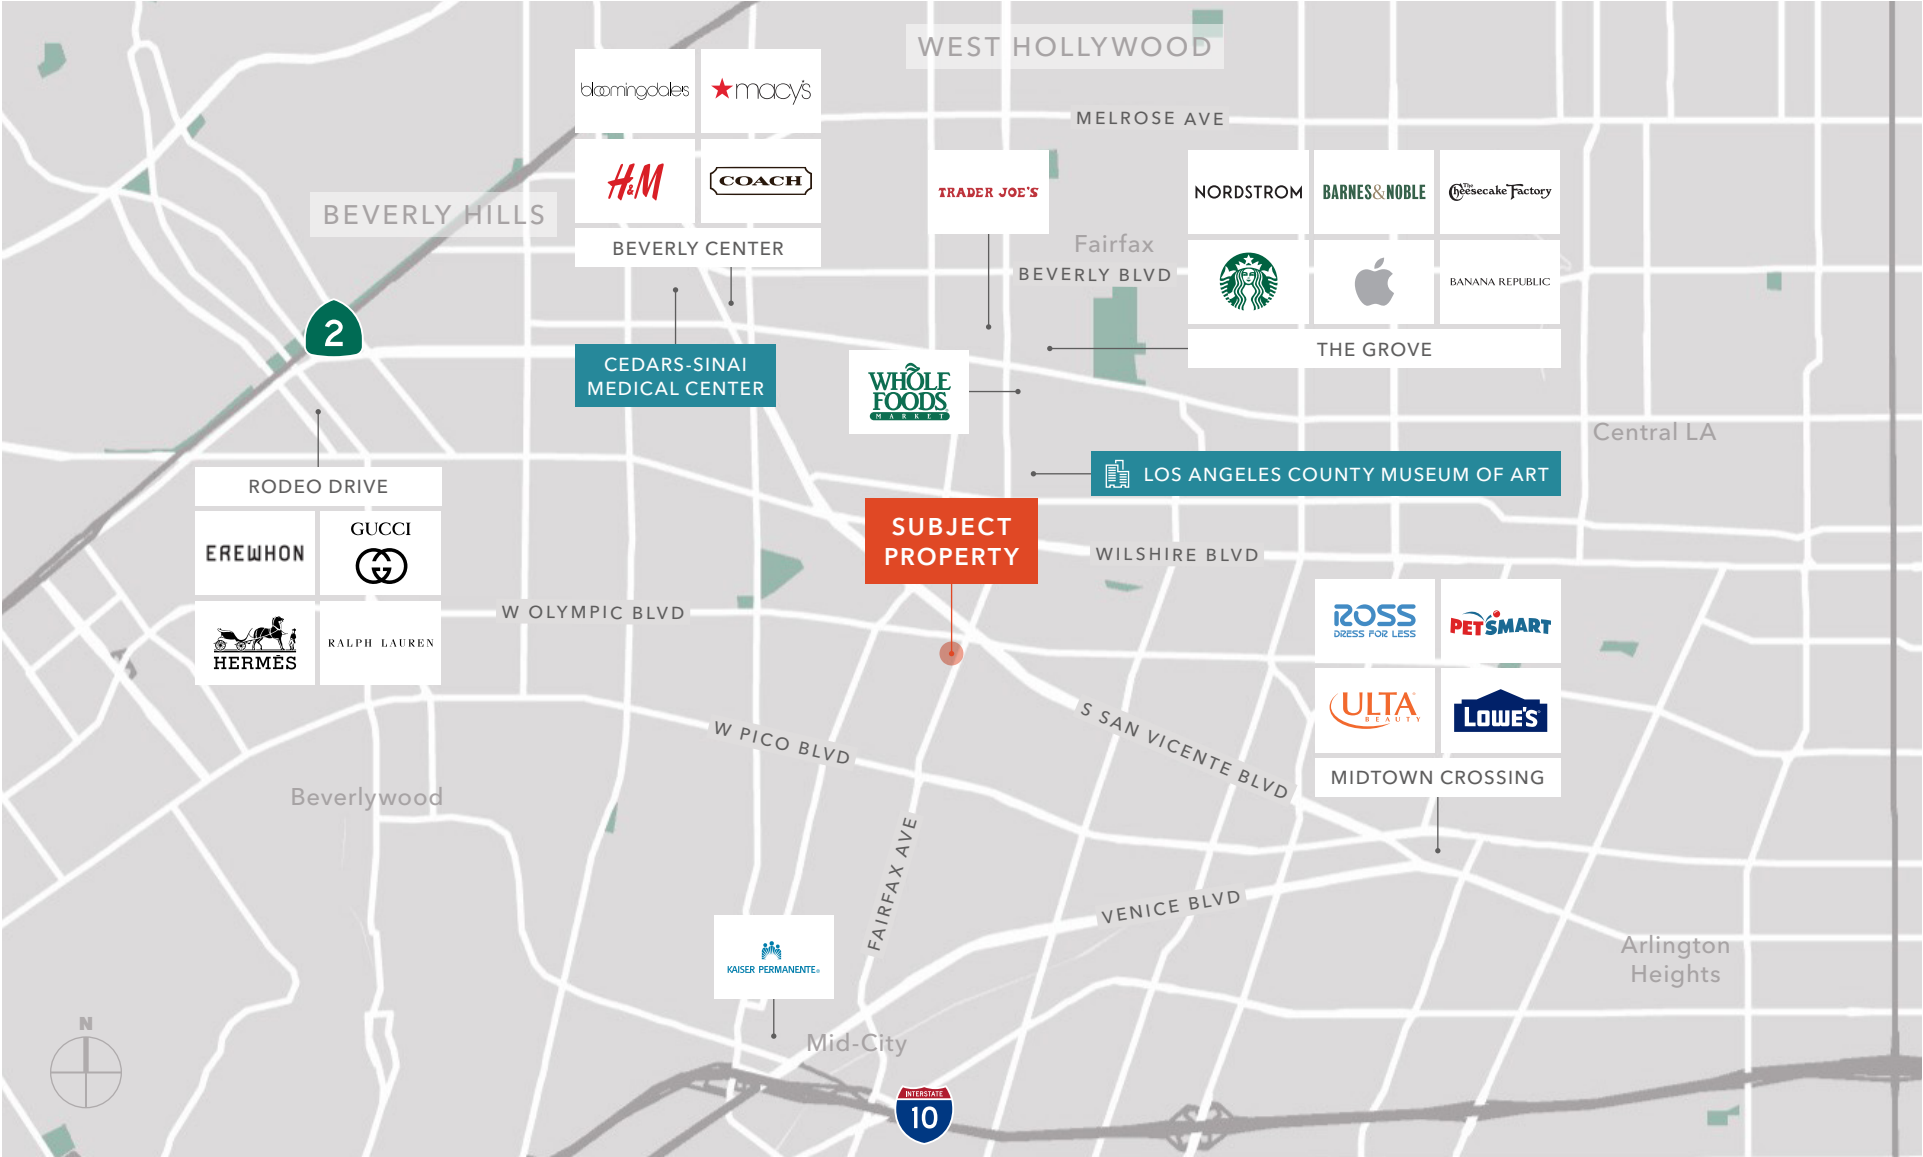 WEST HOLLYWOOD
bloomingdale's
macy's
MELROSE AVE
H&M
COACH
TRADER JOE'S
NORDSTROM
BARNES&NOBLE
The Cheesecake Factory
BEVERLY HILLS
BEVERLY CENTER
Fairfax
BEVERLY BLVD
BANANA REPUBLIC
2
THE GROVE
CEDARS-SINAI
MEDICAL CENTER
WHOLE
FOODS
MARKET
Central LA
LOS ANGELES COUNTY MUSEUM OF ART
RODEO DRIVE
SUBJECT
PROPERTY
EREWHON
GUCCI
WILSHIRE BLVD
W OLYMPIC BLVD
HERMÈS
RALPH LAUREN
ROSS
DRESS FOR LESS
PETSMART
ULTA
BEAUTY
LOWE'S
S SAN VICENTE BLVD
W PICO BLVD
MIDTOWN CROSSING
Beverlywood
FAIRFAX AVE
VENICE BLVD
KAISER PERMANENTE®
Arlington
Heights
N
Mid-City
INTERSTATE
10